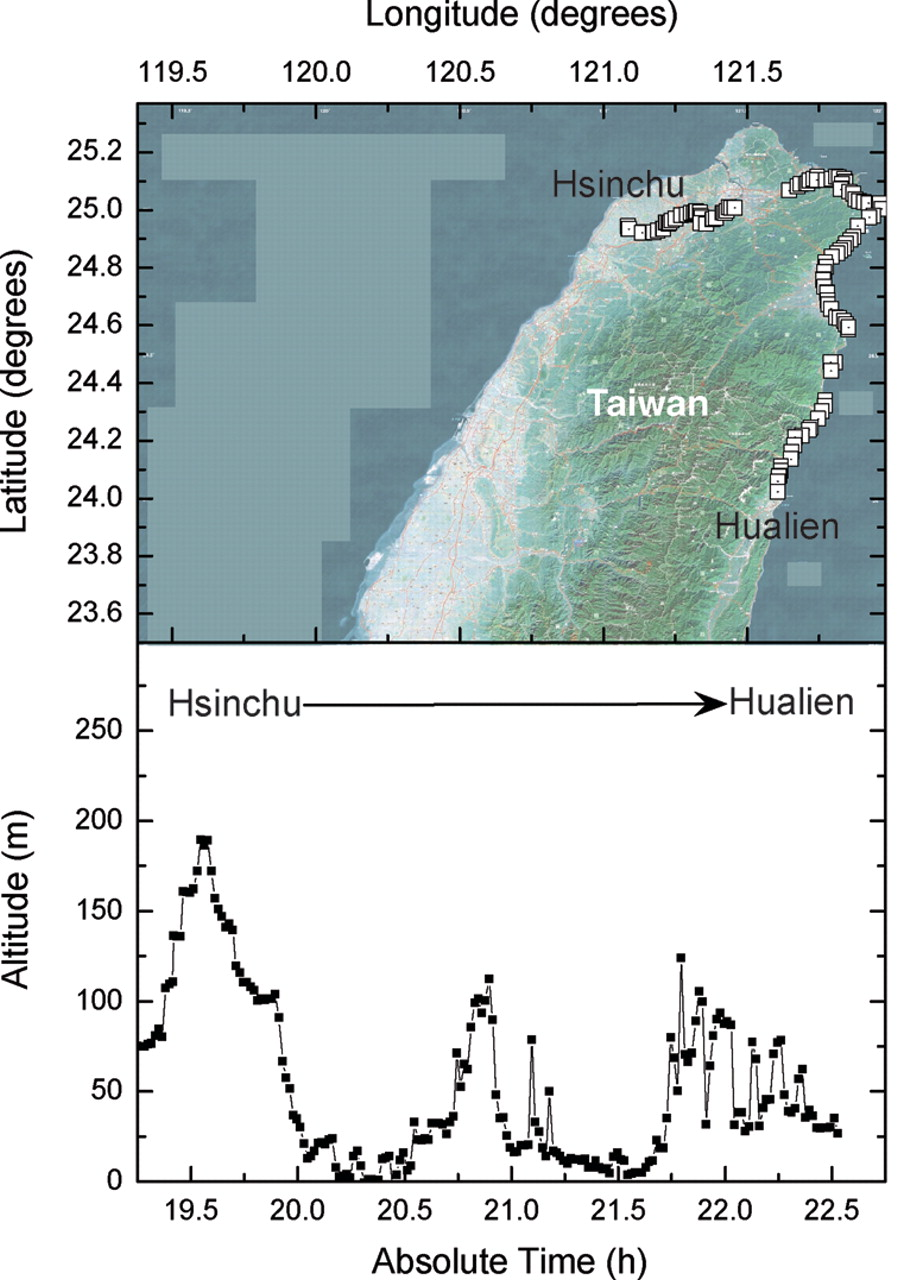 Longitude (degrees)
119.5 120.0 120.5 121.0 121.5
Latitude (degrees)
25.2
25.0
24.8
24.6
24.4
24.2
24.0
23.8
23.6
Hsinchu
Taiwan
Hualien
Hsinchu Hualien
Altitude (m)
250
200
150
100
50
0
19.5 20.0 20.5 21.0 21.5 22.0 22.5
Absolute Time (h)